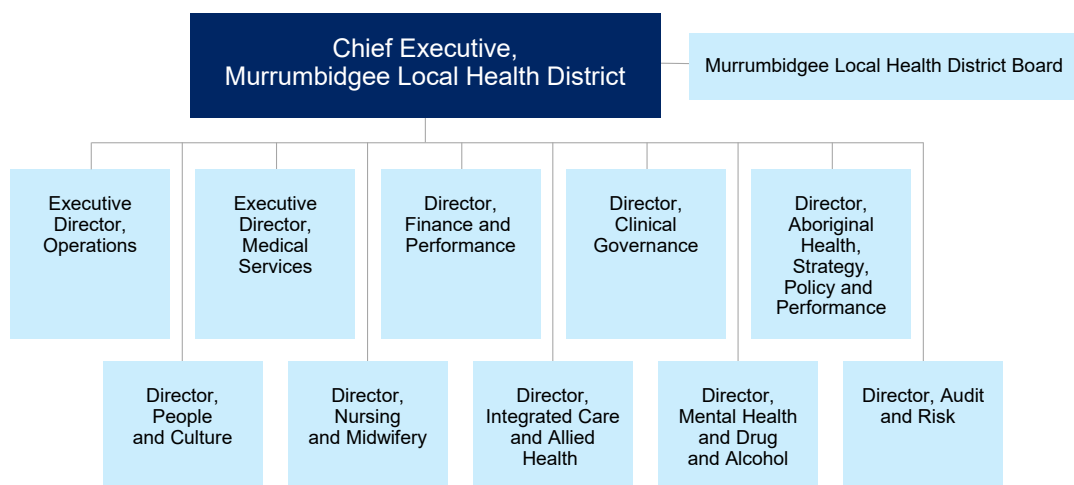 Chief Executive,
Murrumbidgee Local Health District
Murrumbidgee Local Health District Board
Executive
Director,
Operations
Executive
Director,
Medical
Services
Director,
Finance and
Performance
Director,
Clinical
Governance
Director,
Aboriginal
Health,
Strategy,
Policy and
Performance
Director,
People
and Culture
Director,
Nursing
and Midwifery
Director,
Integrated Care
and Allied
Health
Director,
Mental Health
and Drug
and Alcohol
Director, Audit
and Risk